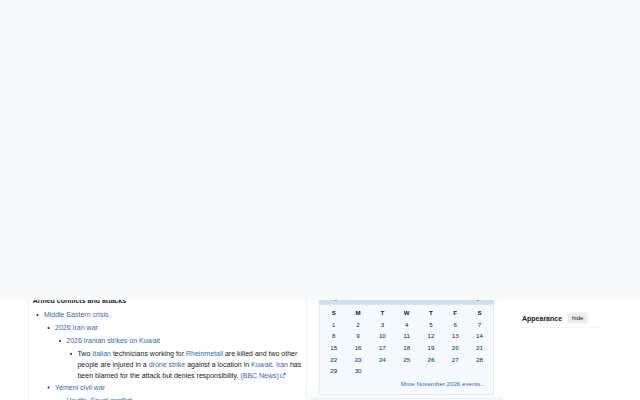 Armed conflicts and attacks
Middle Eastern crisis
2026 Iran war
2026 Iranian strikes on Kuwait
Two Italian technicians working for Rheinmetall are killed and two other
people are injured in a drone strike against a location in Kuwait. Iran has
been blamed for the attack but denies responsibility. (BBC News)
Yemeni civil war
Houthi–Saudi conflict
S M T W T F S
1 2 3 4 5 6 7
8 9 10 11 12 13 14
15 16 17 18 19 20 21
22 23 24 25 26 27 28
29 30
More November 2026 events...
Appearance hide